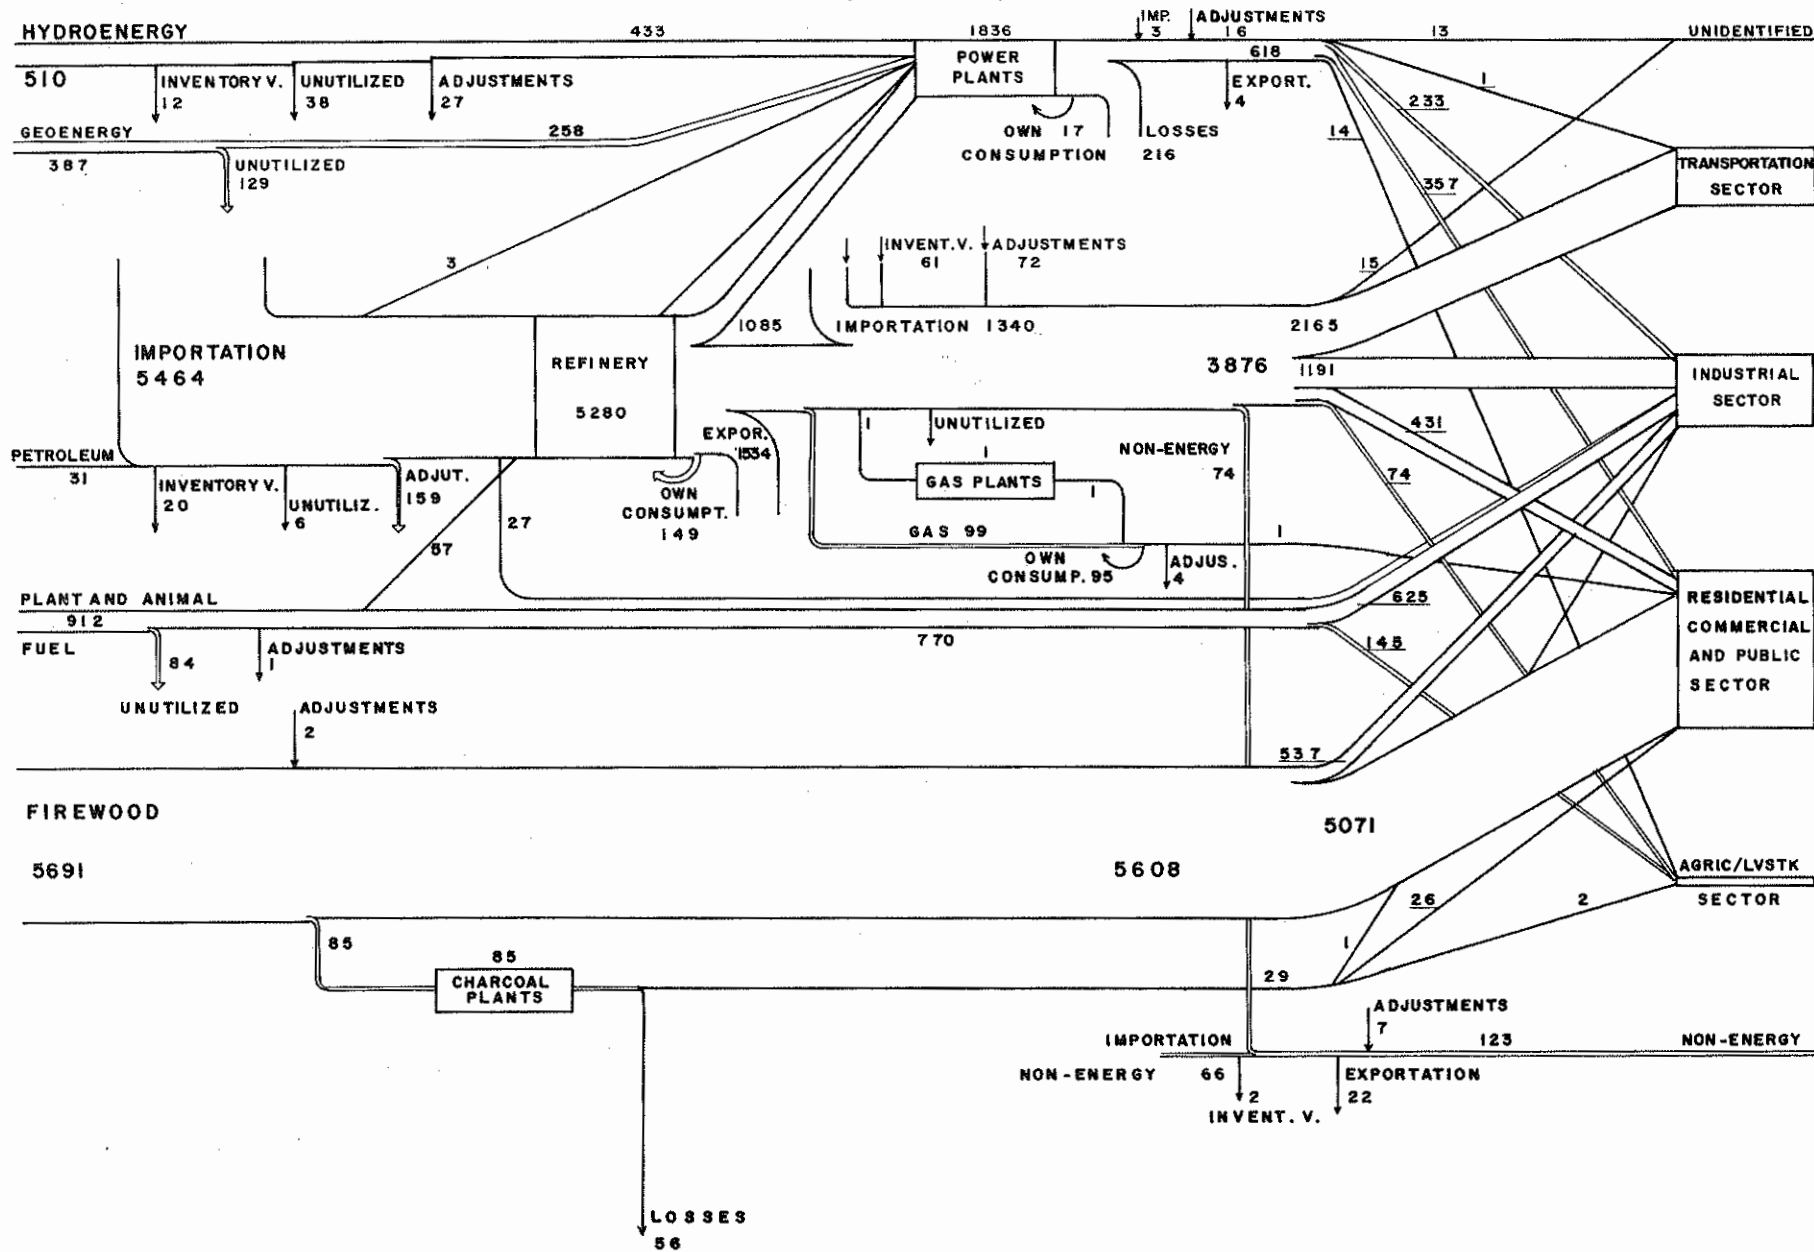 HYDROENERGY
433
1836
IMP.
3
ADJUSTMENTS
16
13
UNIDENTIFIED
POWER
PLANTS
618
510
INVENTORY V.
12
UNUTILIZED
38
ADJUSTMENTS
27
EXPORT.
4
1
233
GEOENERGY
258
OWN 17
CONSUMPTION
LOSSES
216
14
387
UNUTILIZED
129
357
TRANSPORTATION
SECTOR
3
INVENT. V.
61
ADJUSTMENTS
72
15
1085
IMPORTATION 1340
2165
IMPORTATION
5464
REFINERY
5280
3876
1191
INDUSTRIAL
SECTOR
EXPOR.
1534
1
UNUTILIZED
1
NON-ENERGY
74
431
74
PETROLEUM
31
INVENTORY V.
20
UNUTILIZ.
6
ADJUT.
159
OWN
CONSUMPT.
149
GAS PLANTS
1
27
57
GAS 99
1
OWN
CONSUMP. 95
ADJUS.
4
PLANT AND ANIMAL
912
FUEL
84
UNUTILIZED
ADJUSTMENTS
1
770
625
145
RESIDENTIAL
COMMERCIAL
AND PUBLIC
SECTOR
ADJUSTMENTS
2
537
FIREWOOD
5691
5608
5071
AGRIC/LVSTK
SECTOR
26
2
1
85
85
CHARCOAL
PLANTS
29
ADJUSTMENTS
7
IMPORTATION
NON-ENERGY 66
123
NON-ENERGY
2
INVENT. V.
EXPORTATION
22
LOSSES
56